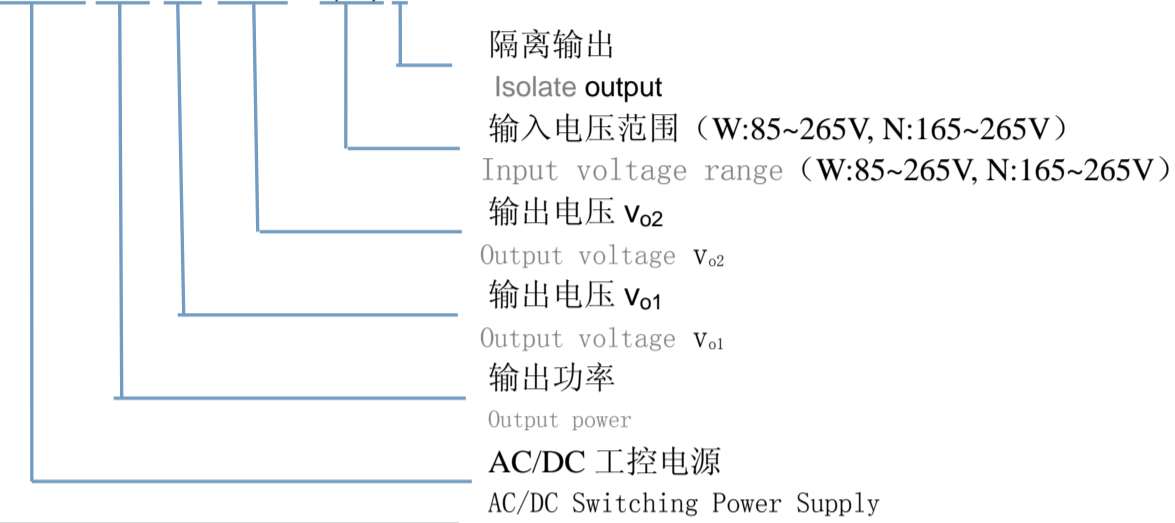 隔离输出
Isolate output
输入电压范围（W:85~265V, N:165~265V）
Input voltage range（W:85~265V, N:165~265V）
输出电压 Vo2
Output voltage Vo2
输出电压 Vo1
Output voltage Vo1
输出功率
Output power
AC/DC 工控电源
AC/DC Switching Power Supply